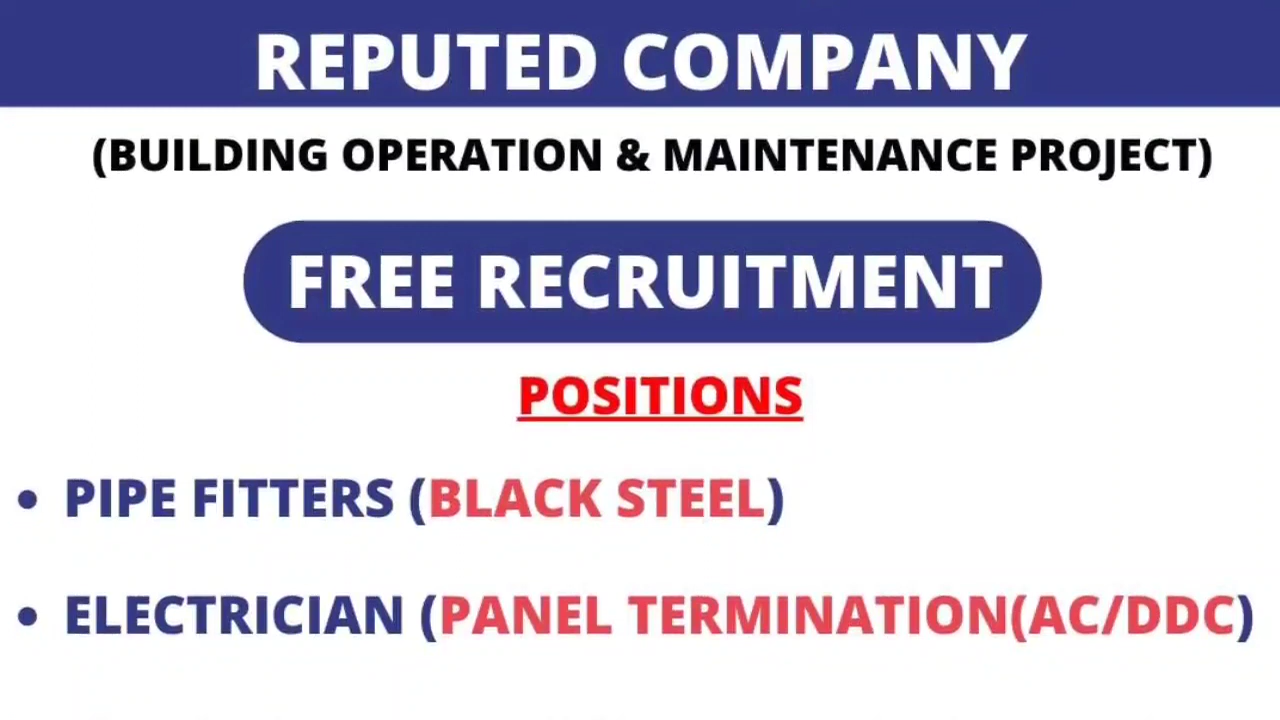 REPUTED COMPANY
(BUILDING OPERATION & MAINTENANCE PROJECT)
FREE RECRUITMENT
POSITIONS
• PIPE FITTERS (BLACK STEEL)
• ELECTRICIAN (PANEL TERMINATION(AC/DDC)